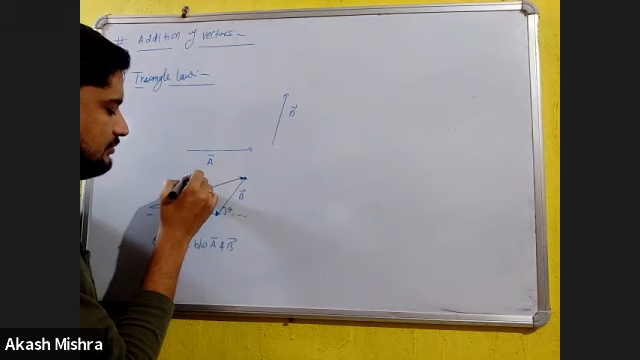 # Addition of vectors:-
Triangle law:-
B
A
B
θ
b/w A & B
Akash Mishra